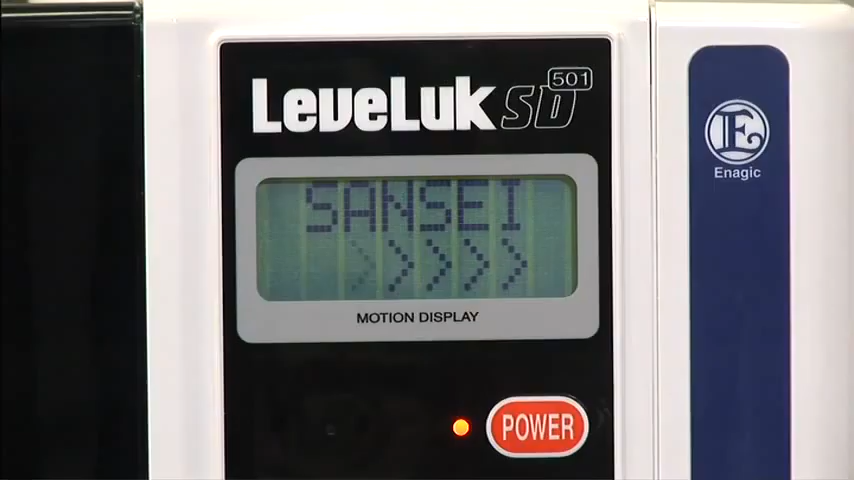 LeveLuk SD 501
E
Enagic
SANSEI
>>>>>
MOTION DISPLAY
POWER